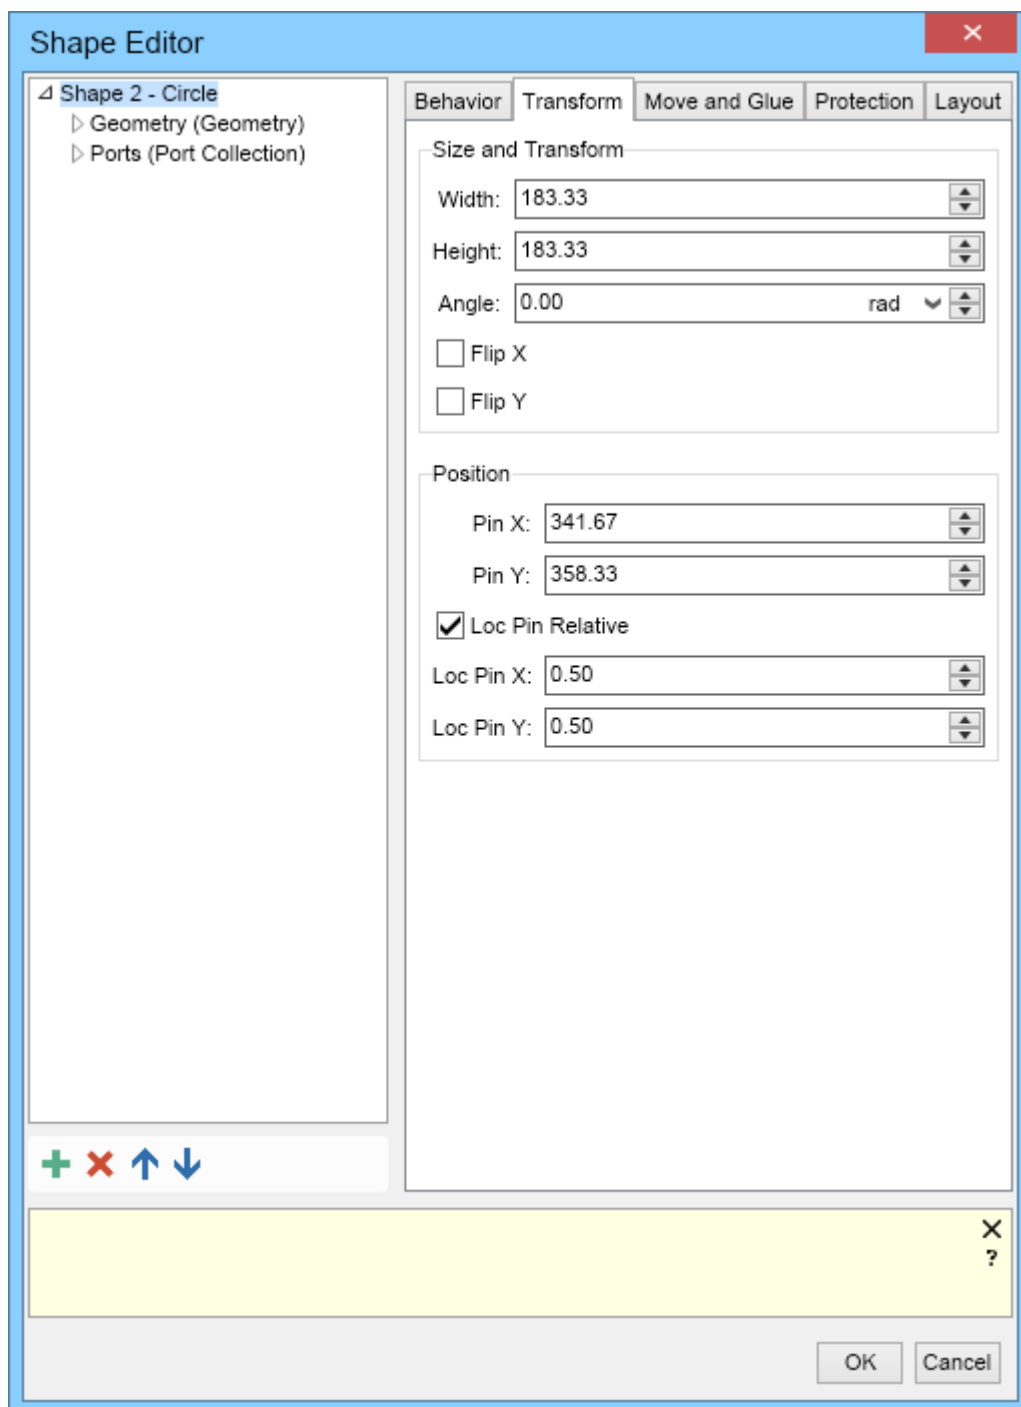 Shape Editor
Shape 2 - Circle
Geometry (Geometry)
Ports (Port Collection)
Behavior Transform Move and Glue Protection Layout
Size and Transform
Width: 183.33
Height: 183.33
Angle: 0.00 rad
Flip X
Flip Y
Position
Pin X: 341.67
Pin Y: 358.33
Loc Pin Relative
Loc Pin X: 0.50
Loc Pin Y: 0.50
?
OK Cancel